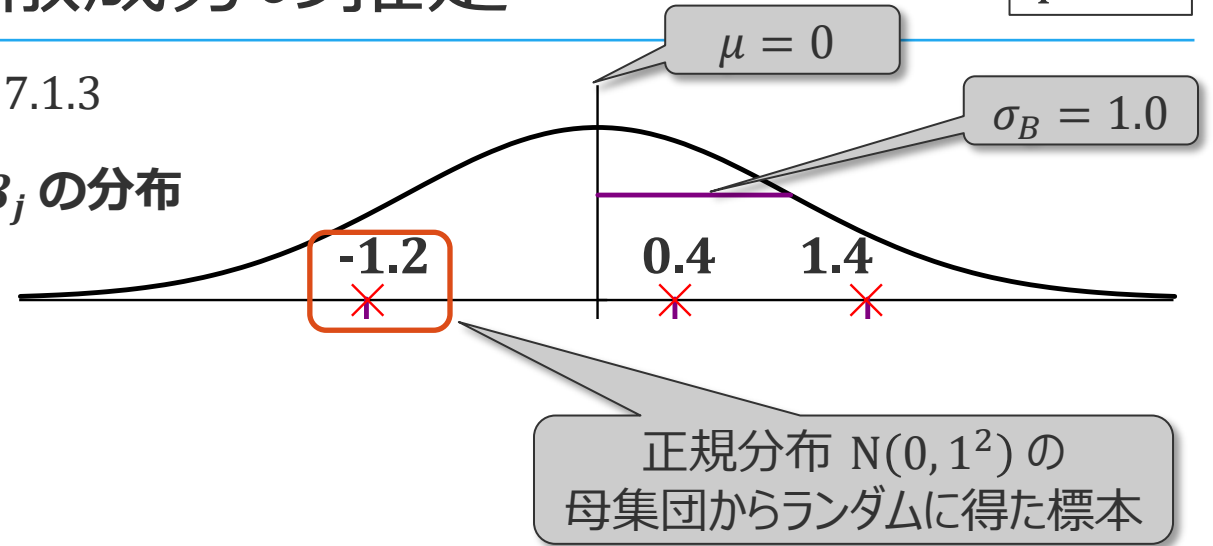 μ = 0
7.1.3
σ_B = 1.0
の分布
-1.2 0.4 1.4
正規分布 N(0, 1²) の
母集団からランダムに得た標本